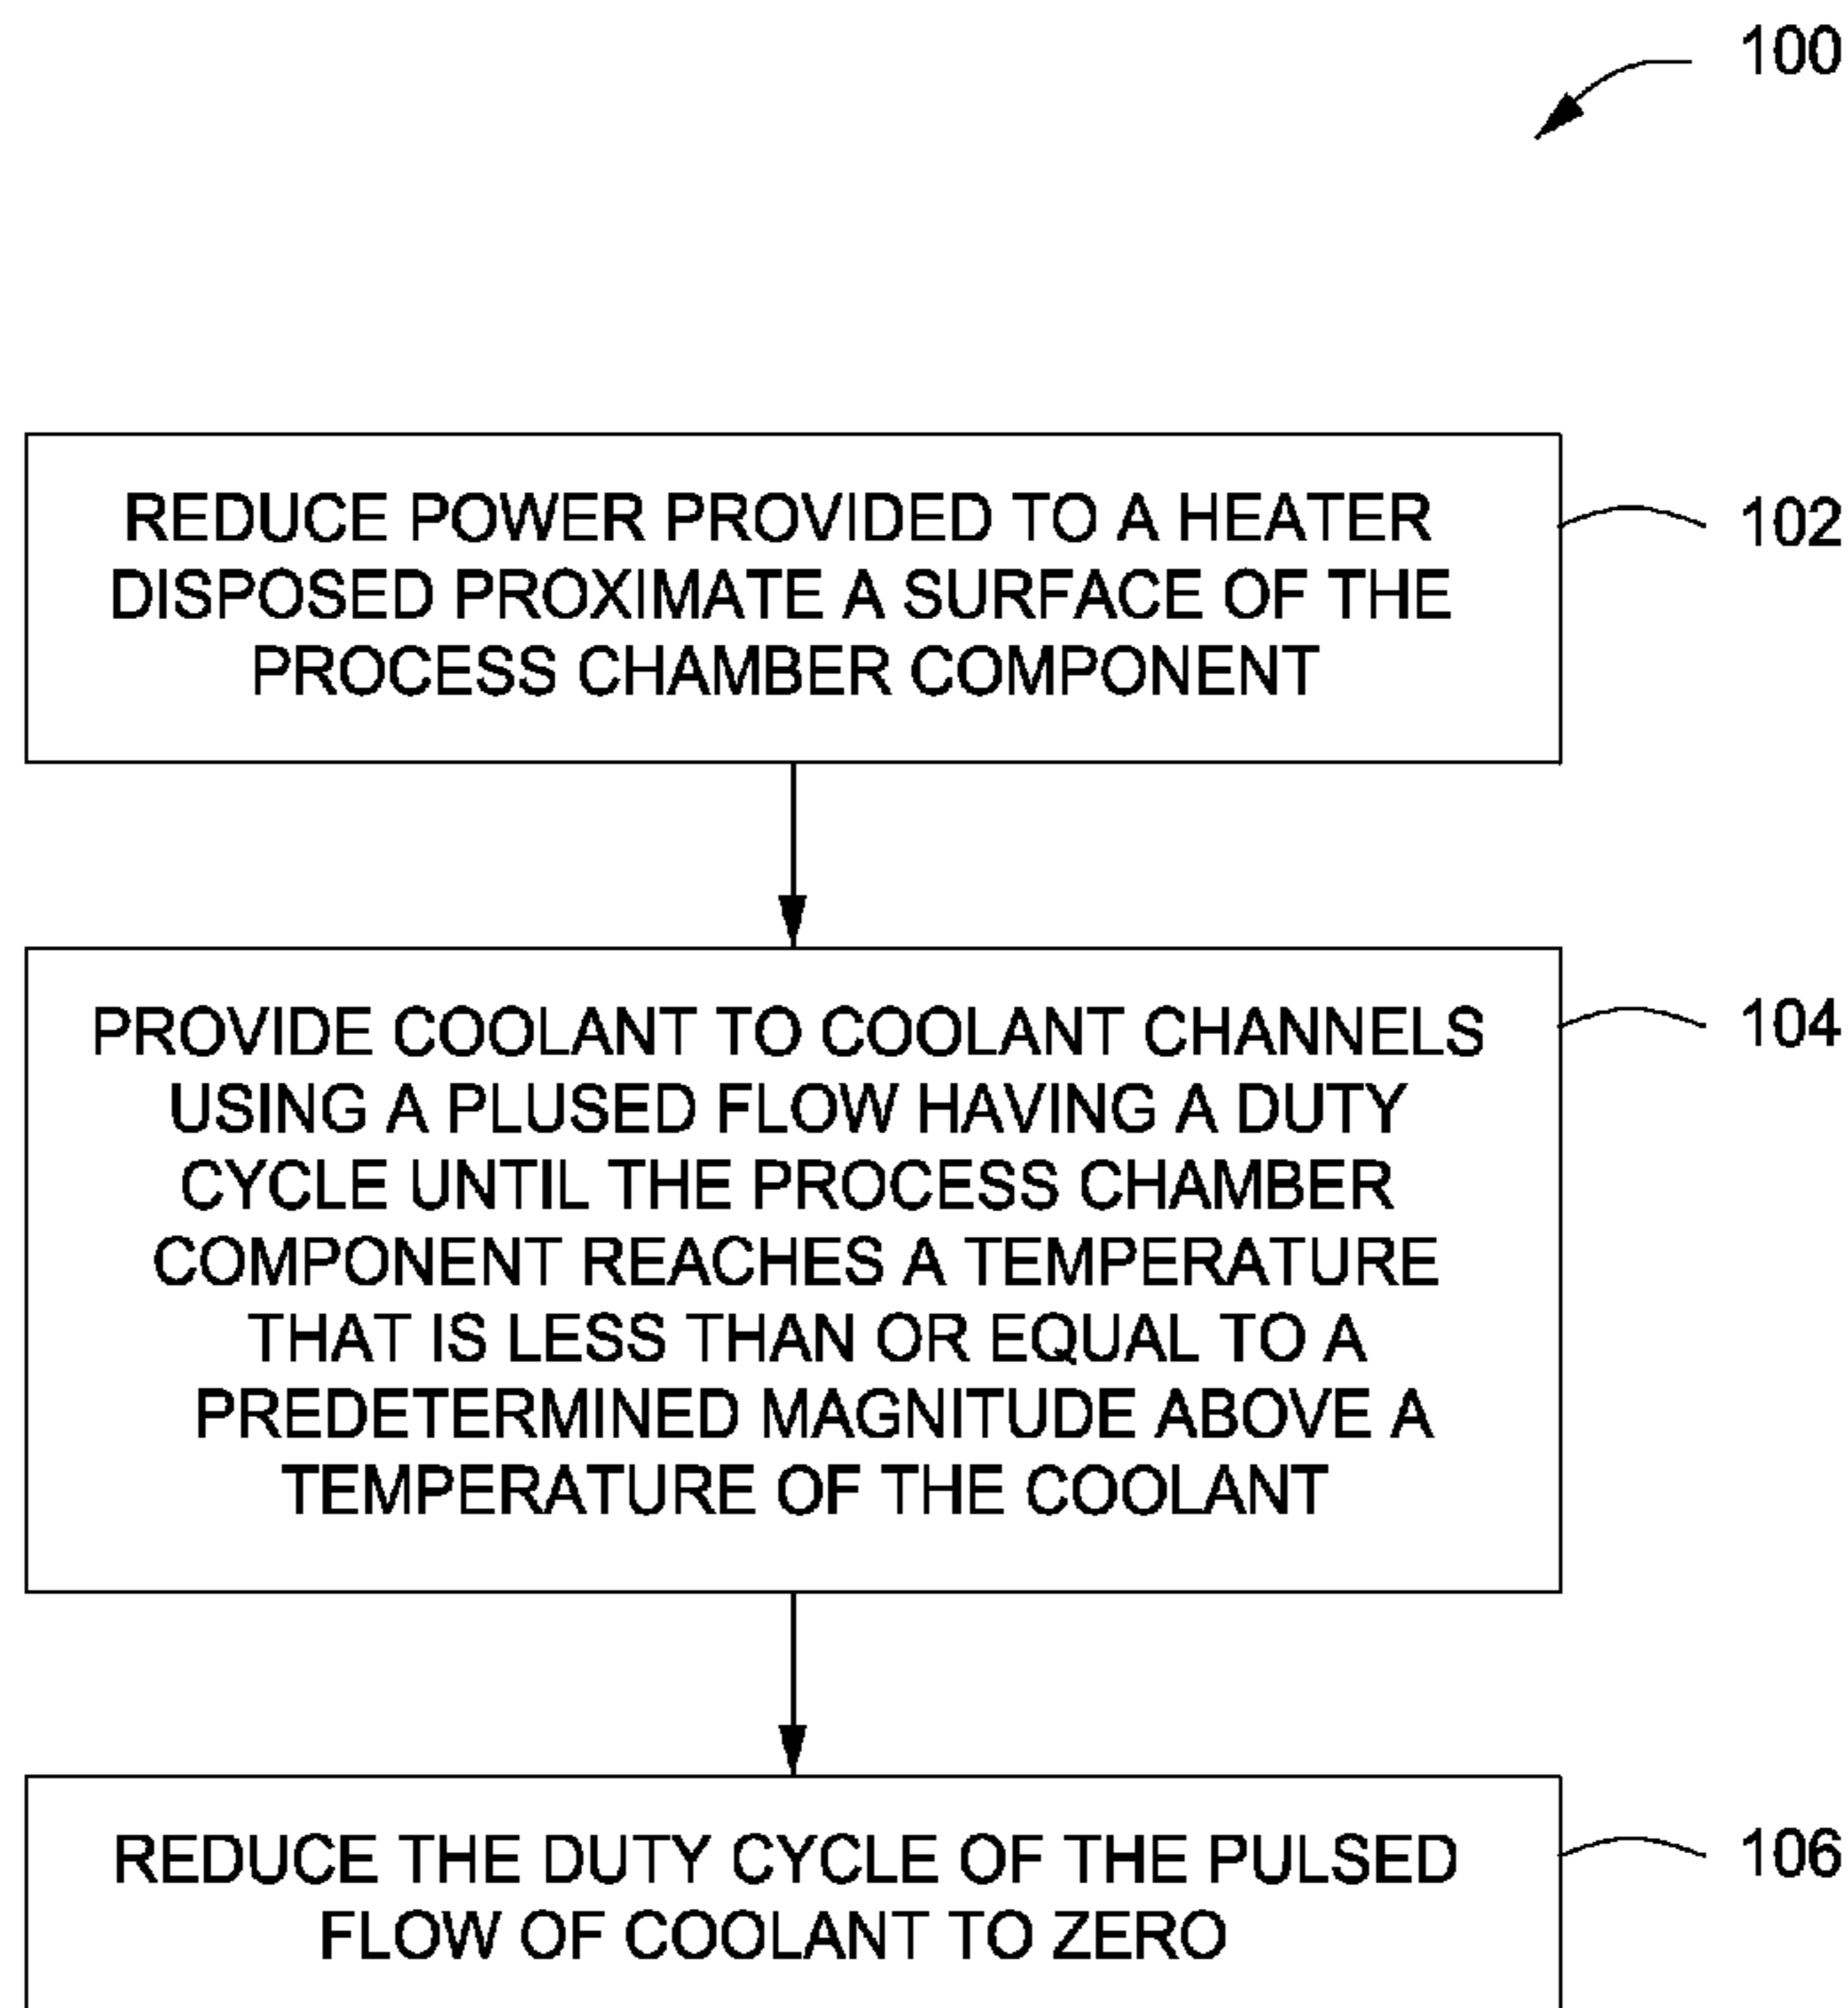 100
REDUCE POWER PROVIDED TO A HEATER
DISPOSED PROXIMATE A SURFACE OF THE
PROCESS CHAMBER COMPONENT
102
PROVIDE COOLANT TO COOLANT CHANNELS
USING A PLUSED FLOW HAVING A DUTY
CYCLE UNTIL THE PROCESS CHAMBER
COMPONENT REACHES A TEMPERATURE
THAT IS LESS THAN OR EQUAL TO A
PREDETERMINED MAGNITUDE ABOVE A
TEMPERATURE OF THE COOLANT
104
REDUCE THE DUTY CYCLE OF THE PULSED
FLOW OF COOLANT TO ZERO
106